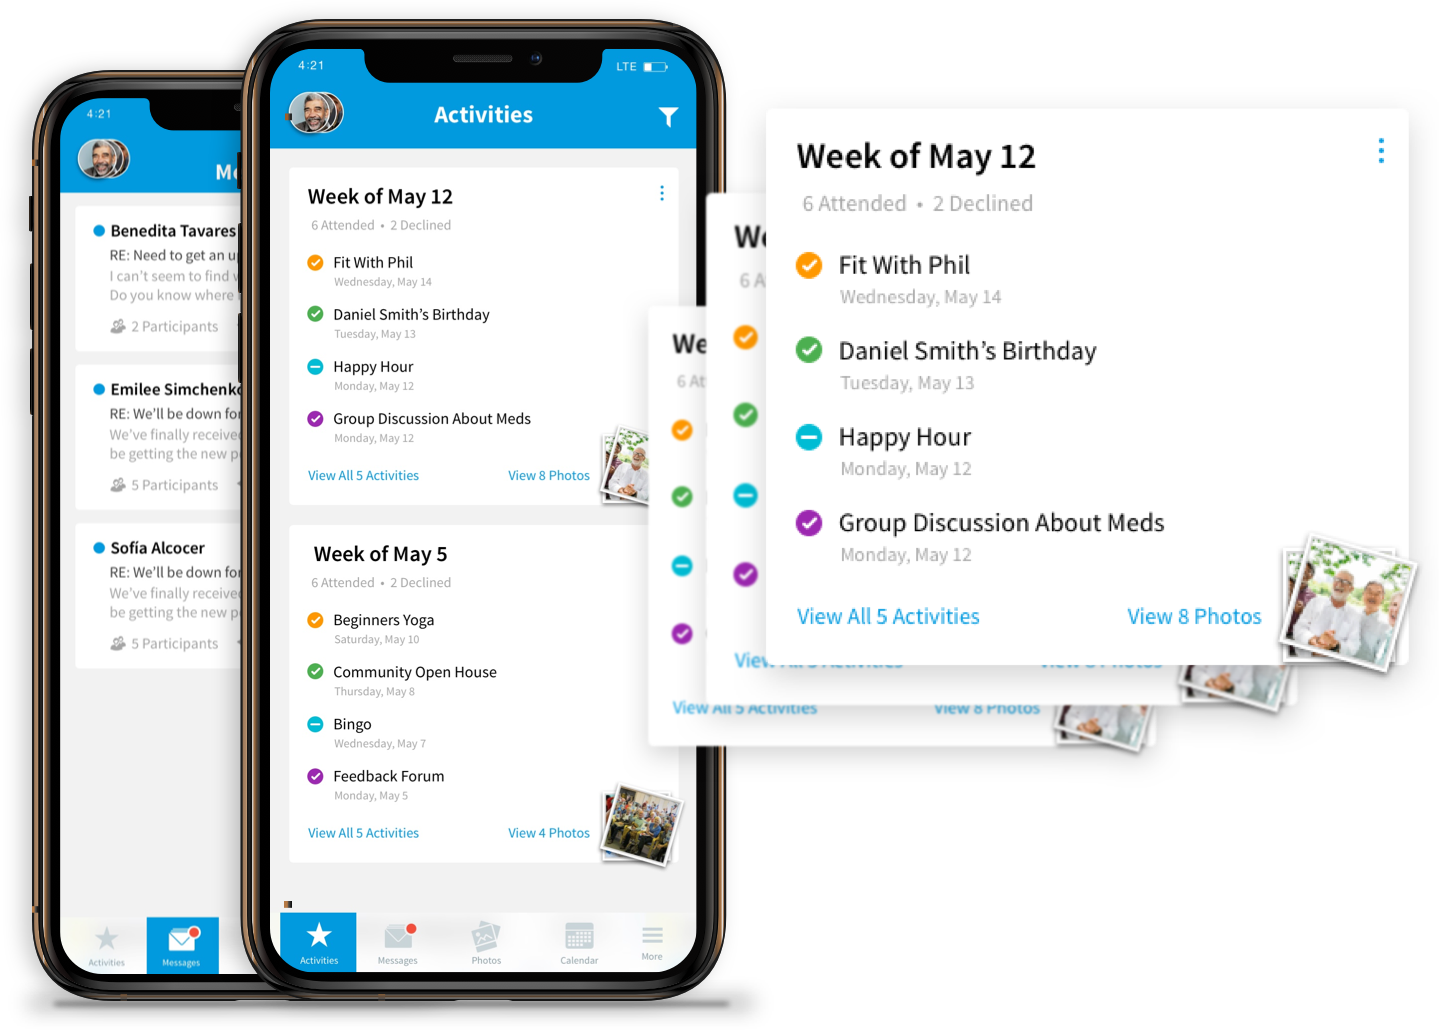 4:21
Me
Benedita Tavares
RE: Need to get an up
I can't seem to find
Do you know where
2 Participants
Emilee Simchenko
RE: We'll be down for
We've finally received
be getting the new p
5 Participants
Sofía Alcocer
RE: We'll be down for
We've finally received
be getting the new p
5 Participants
Activities
Messages
4:21
LTE
Activities
Week of May 12
6 Attended • 2 Declined
Fit With Phil
Wednesday, May 14
Daniel Smith's Birthday
Tuesday, May 13
Happy Hour
Monday, May 12
Group Discussion About Meds
Monday, May 12
View All 5 Activities
View 8 Photos
Week of May 5
6 Attended • 2 Declined
Beginners Yoga
Saturday, May 10
Community Open House
Thursday, May 8
Bingo
Wednesday, May 7
Feedback Forum
Monday, May 5
View All 5 Activities
View 4 Photos
Activities
Messages
Photos
Calendar
More
We
6 At
View All 5 Activities
View 8 Photos
We
6 A
View All 5 Activities
View 8 Photos
Week of May 12
6 Attended • 2 Declined
Fit With Phil
Wednesday, May 14
Daniel Smith's Birthday
Tuesday, May 13
Happy Hour
Monday, May 12
Group Discussion About Meds
Monday, May 12
View All 5 Activities
View 8 Photos